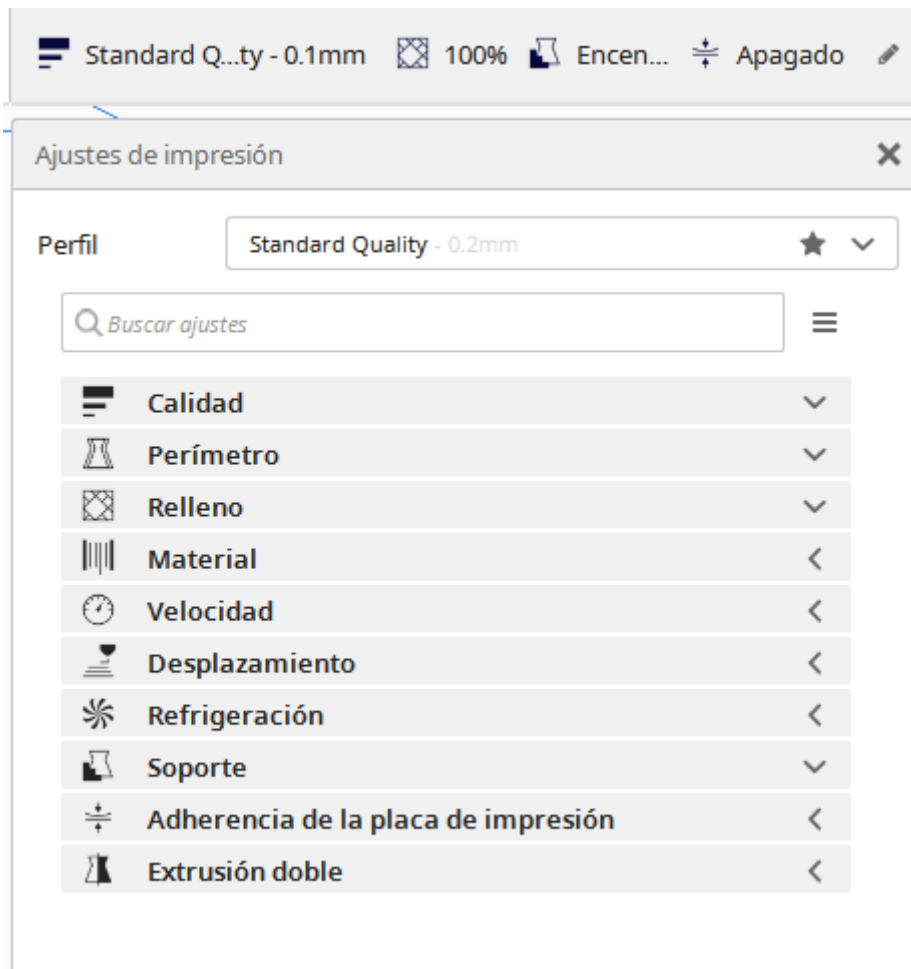 Standard Q...ty - 0.1mm 100% Encen... Apagado
Ajustes de impresión
Perfil Standard Quality - 0.2mm
Buscar ajustes
Calidad
Perímetro
Relleno
Material
Velocidad
Desplazamiento
Refrigeración
Soporte
Adherencia de la placa de impresión
Extrusión doble